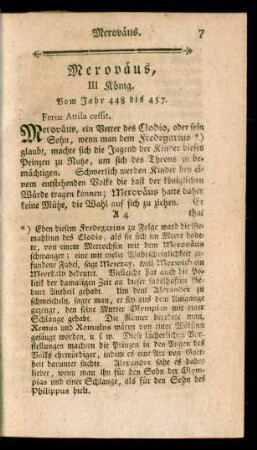 Meroväus. 7
Meroväus,
III König.
Vom Jahr 448 bis 457.
Ferus Attila cessit.
Meroväus, ein Vetter des Clodio, oder sein
Sohn, wenn man dem Fredegarius *)
glaubt, machte sich die Jugend der Kinder dieses
Prinzen zu Nutze, um sich des Throns zu be-
mächtigen. Schwerlich werden Kinder bey ei-
nem entstehenden Volke die Last der königlichen
Würde tragen können; Meroväus hatte daher
keine Mühe, die Wahl auf sich zu ziehen. Er
A 4 that
*) Eben diesem Fredegarius zu Folge ward die Ge-
mahlinn des Clodio, als sie sich im Meere bade-
te, von einem Meerochsen mit dem Meroväus
schwanger; eine mit vieler Wahrscheinlichkeit er-
fundene Fabel, sagt Mezeray, weil Merwich ein
Meerkalb bedeutet. Vielleicht hat auch die Po-
litik der damaligen Zeit an dieser fabelhaften Ge-
burt Antheil gehabt. Um dem Alexander zu
schmeicheln, sagte man, er sey aus dem Umgange
gezeugt, den seine Mutter Olympias mit einer
Schlange gehabt. Die Römer beredete man,
Remus und Romulus wären von einer Wölfinn
gesäugt worden, u. s. w. Diese lächerlichen Vor-
stellungen machten die Prinzen in den Augen des
Volks ehrwürdiger, indem es eine Art von Gott-
heit darunter suchte. Alexander sahe es daher
lieber, wenn man ihn für den Sohn der Olym-
pias und einer Schlange, als für den Sohn des
Philippus hielt.